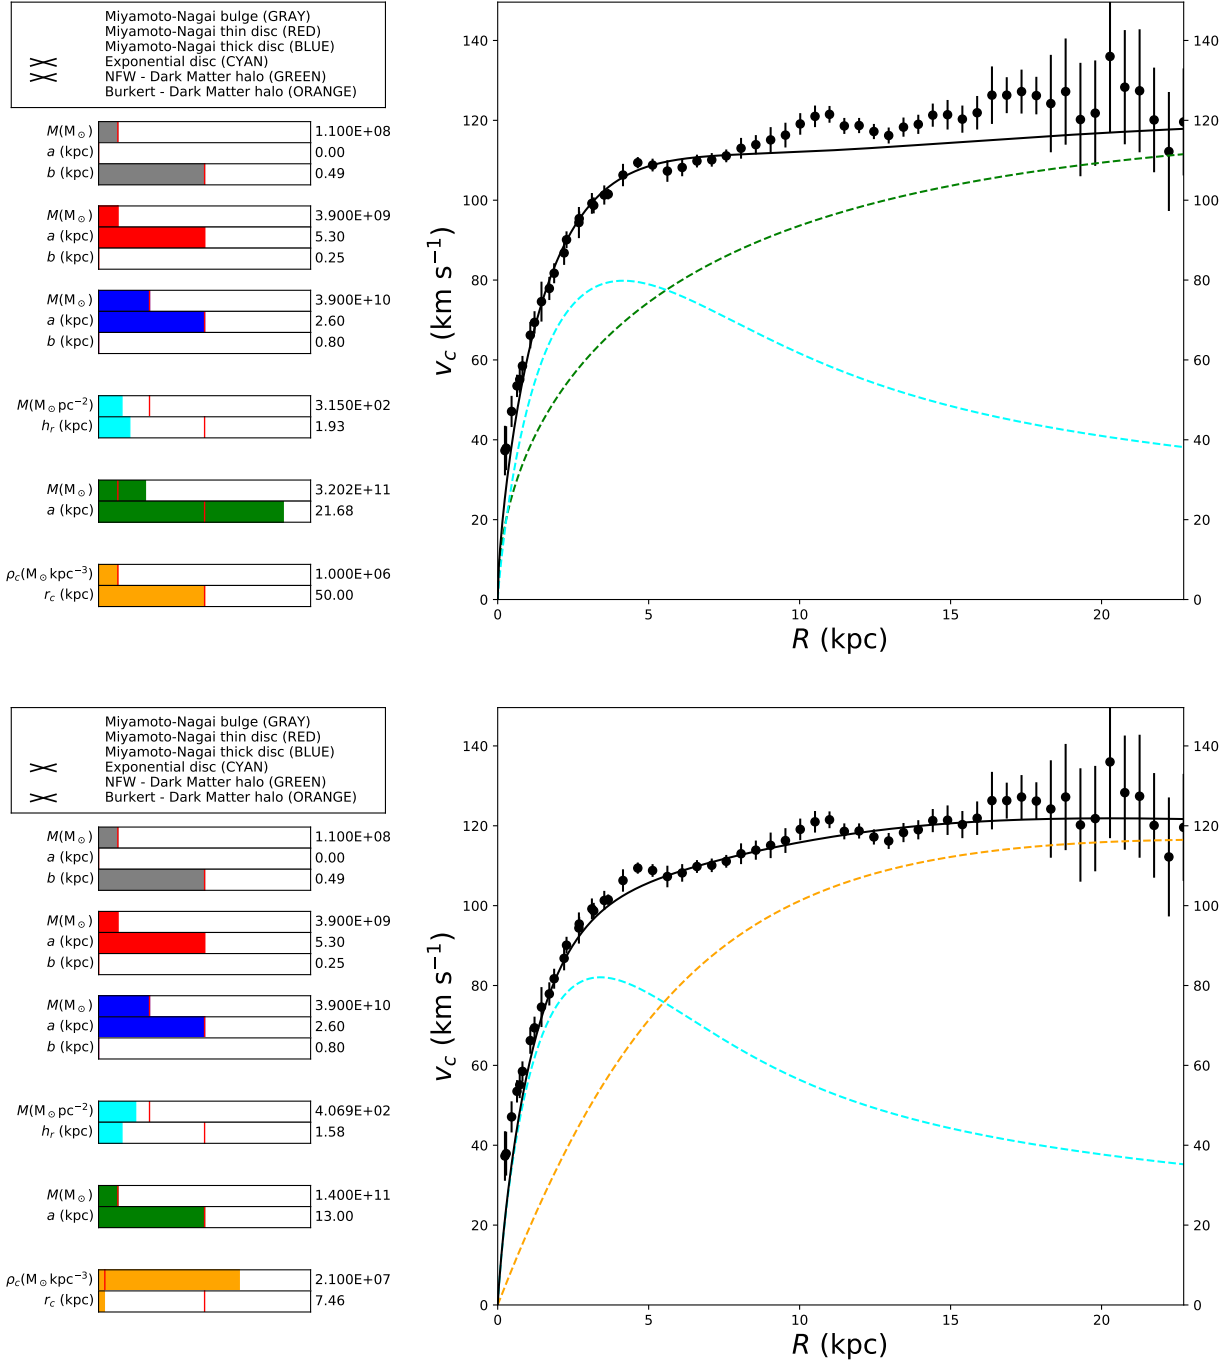 Miyamoto-Nagai bulge (GRAY)
Miyamoto-Nagai thin disc (RED)
Miyamoto-Nagai thick disc (BLUE)
Exponential disc (CYAN)
NFW - Dark Matter halo (GREEN)
Burkert - Dark Matter halo (ORANGE)
M(M⊙) 1.100E+08
a (kpc) 0.00
b (kpc) 0.49
M(M⊙) 3.900E+09
a (kpc) 5.30
b (kpc) 0.25
M(M⊙) 3.900E+10
a (kpc) 2.60
b (kpc) 0.80
M(M⊙pc⁻²) 3.150E+02
hᵣ (kpc) 1.93
M(M⊙) 3.202E+11
a (kpc) 21.68
ρc(M⊙kpc⁻³) 1.000E+06
rc (kpc) 50.00
140 140
120 120
100 100
80 80
60 60
40 40
20 20
0 0
vc (km s⁻¹)
0 5 10 15 20
R (kpc)
Miyamoto-Nagai bulge (GRAY)
Miyamoto-Nagai thin disc (RED)
Miyamoto-Nagai thick disc (BLUE)
Exponential disc (CYAN)
NFW - Dark Matter halo (GREEN)
Burkert - Dark Matter halo (ORANGE)
M(M⊙) 1.100E+08
a (kpc) 0.00
b (kpc) 0.49
M(M⊙) 3.900E+09
a (kpc) 5.30
b (kpc) 0.25
M(M⊙) 3.900E+10
a (kpc) 2.60
b (kpc) 0.80
M(M⊙pc⁻²) 4.069E+02
hᵣ (kpc) 1.58
M(M⊙) 1.400E+11
a (kpc) 13.00
ρc(M⊙kpc⁻³) 2.100E+07
rc (kpc) 7.46
140 140
120 120
100 100
80 80
60 60
40 40
20 20
0 0
vc (km s⁻¹)
0 5 10 15 20
R (kpc)